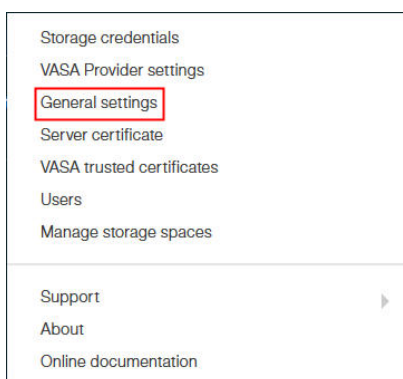 Storage credentials
VASA Provider settings
General settings
Server certificate
VASA trusted certificates
Users
Manage storage spaces
Support
About
Online documentation